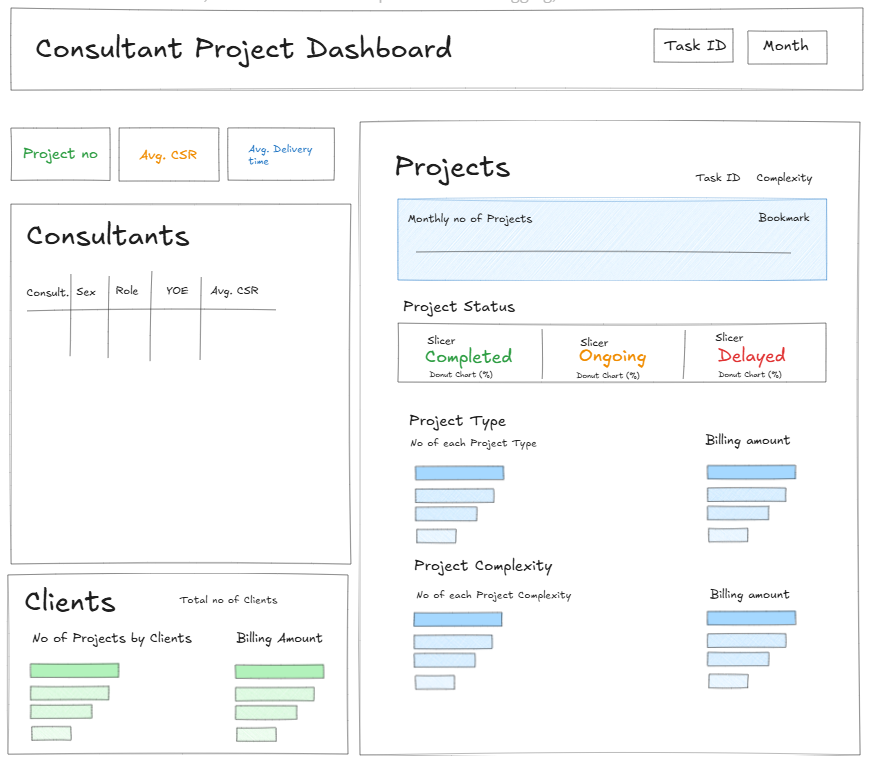 Consultant Project Dashboard
Task ID
Month
Project no
Avg. CSR
Avg. Delivery
time
Consultants
Consult.
Sex
Role
YOE
Avg. CSR
Clients
Total no of Clients
No of Projects by Clients
Billing Amount
Projects
Task ID
Complexity
Monthly no of Projects
Bookmark
Project Status
Slicer
Completed
Donut Chart (%)
Slicer
Ongoing
Donut Chart (%)
Slicer
Delayed
Donut Chart (%)
Project Type
No of each Project Type
Billing amount
Project Complexity
No of each Project Complexity
Billing amount